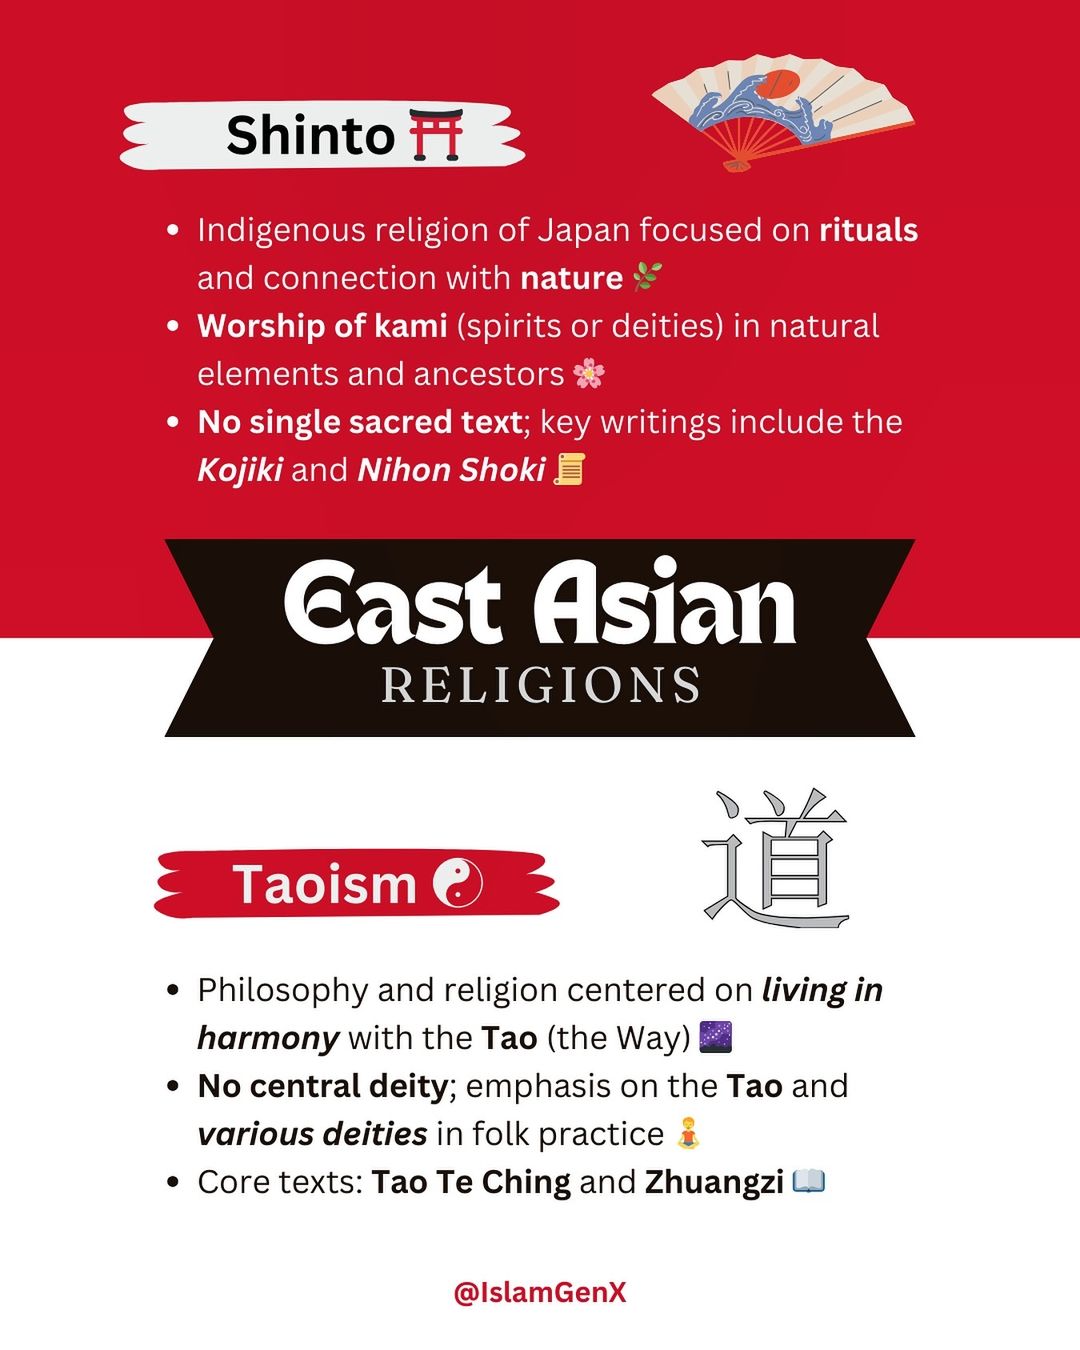 Shinto ⛩️
• Indigenous religion of Japan focused on rituals
and connection with nature 🌿
• Worship of kami (spirits or deities) in natural
elements and ancestors 🌸
• No single sacred text; key writings include the
Kojiki and Nihon Shoki 📜
East Asian
RELIGIONS
道
Taoism ☯
• Philosophy and religion centered on living in
harmony with the Tao (the Way) 🌌
• No central deity; emphasis on the Tao and
various deities in folk practice 🧘
• Core texts: Tao Te Ching and Zhuangzi 📖
@IslamGenX